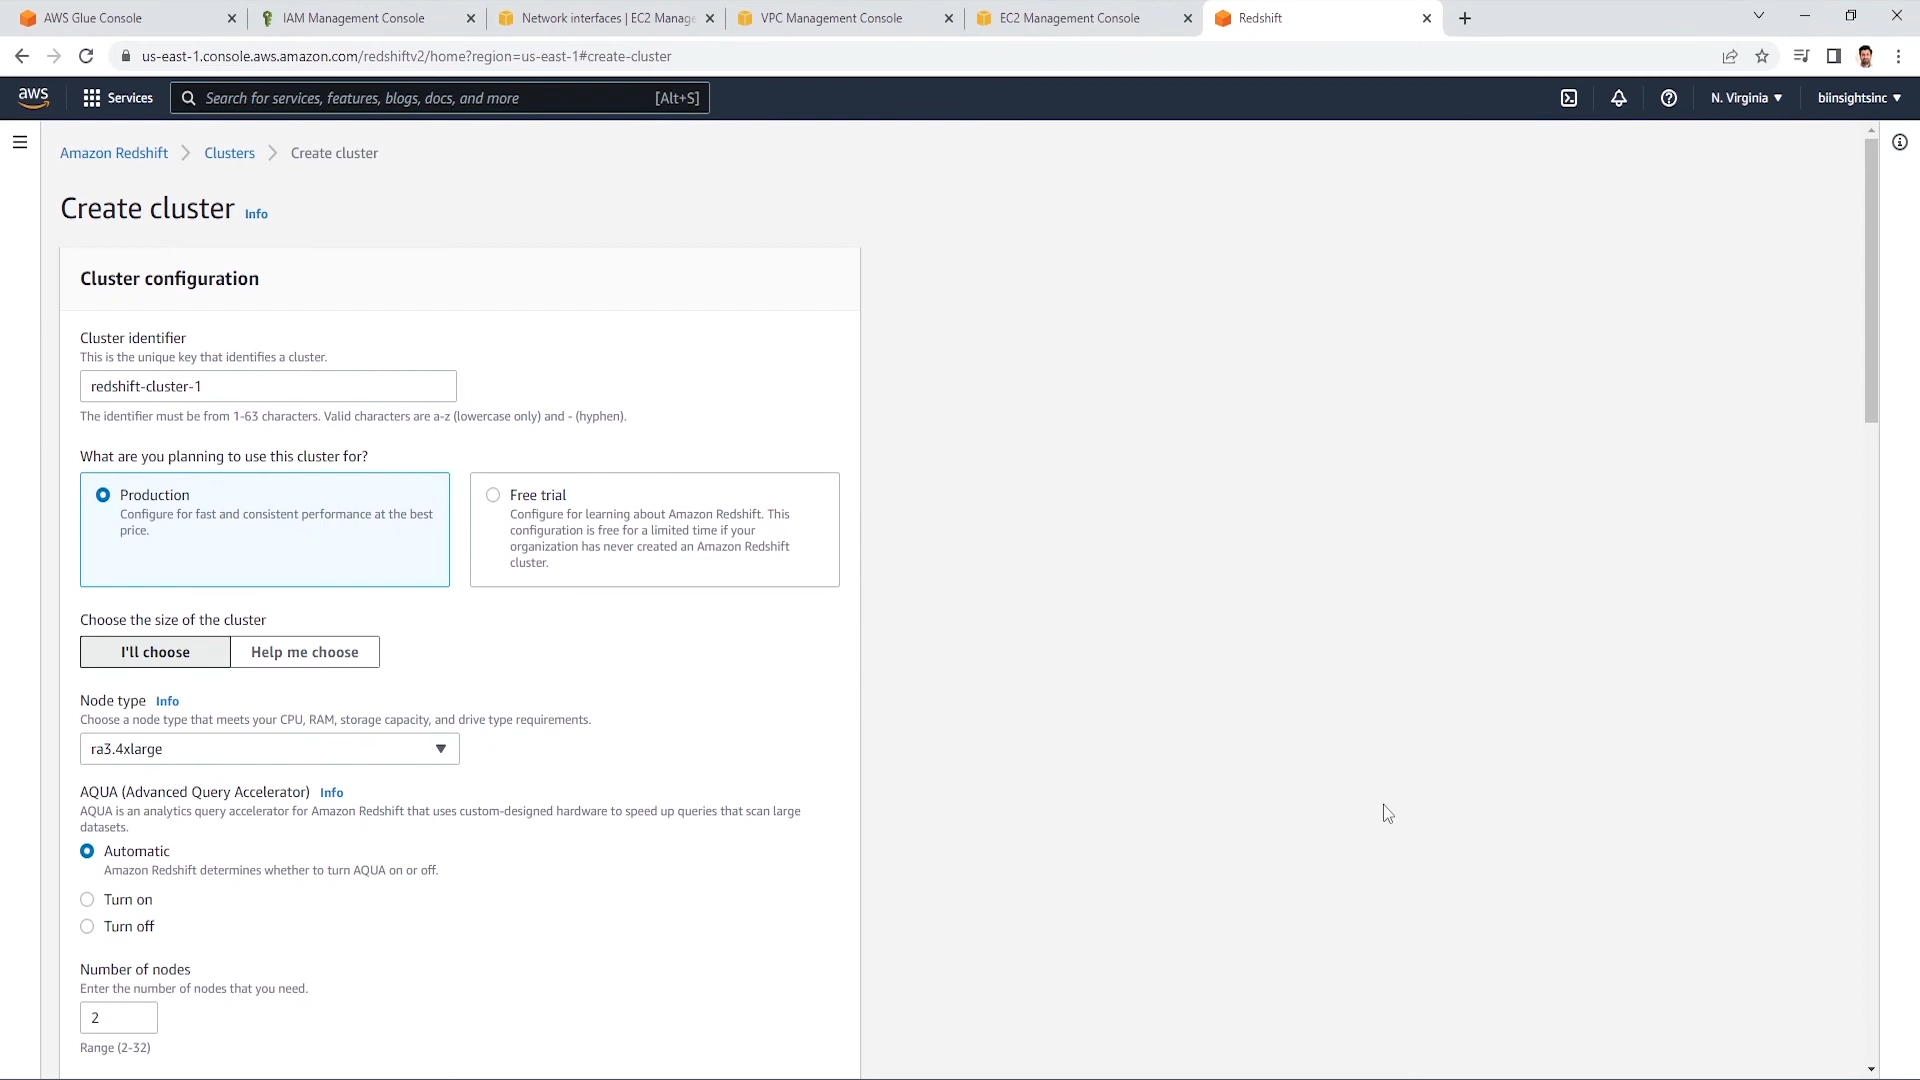 AWS Glue Console
IAM Management Console
Network interfaces | EC2 Manage
VPC Management Console
EC2 Management Console
Redshift
us-east-1.console.aws.amazon.com/redshiftv2/home?region=us-east-1#create-cluster
aws
Services
Search for services, features, blogs, docs, and more
[Alt+S]
N. Virginia
biinsightsinc
Amazon Redshift
Clusters
Create cluster
Create cluster Info
Cluster configuration
Cluster identifier
This is the unique key that identifies a cluster.
redshift-cluster-1
The identifier must be from 1-63 characters. Valid characters are a-z (lowercase only) and - (hyphen).
What are you planning to use this cluster for?
Production
Configure for fast and consistent performance at the best
price.
Free trial
Configure for learning about Amazon Redshift. This
configuration is free for a limited time if your
organization has never created an Amazon Redshift
cluster.
Choose the size of the cluster
I'll choose
Help me choose
Node type Info
Choose a node type that meets your CPU, RAM, storage capacity, and drive type requirements.
ra3.4xlarge
AQUA (Advanced Query Accelerator) Info
AQUA is an analytics query accelerator for Amazon Redshift that uses custom-designed hardware to speed up queries that scan large
datasets.
Automatic
Amazon Redshift determines whether to turn AQUA on or off.
Turn on
Turn off
Number of nodes
Enter the number of nodes that you need.
2
Range (2-32)